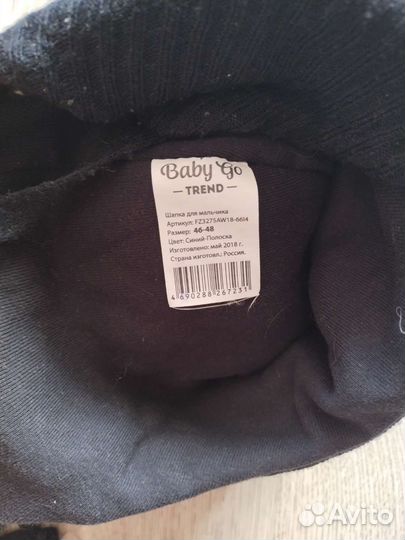 Baby Go
TREND
Шапка для мальчика
Артикул: FZ3275AW18-6614
Размер: 46-48
Цвет: Синий-Полоска
Изготовлено: май 2018 г.
Страна изготовл.: Россия.
4 690288 267231
Avito